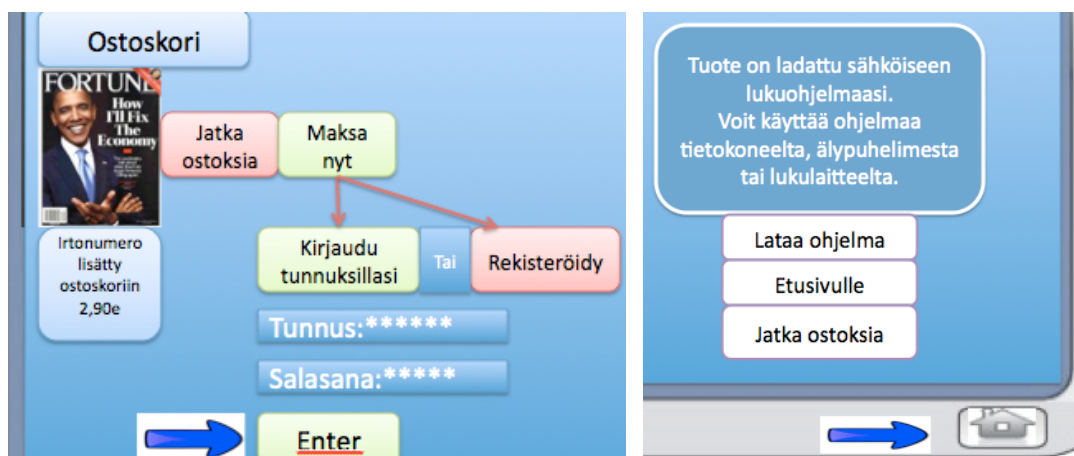 Ostoskori
FORTUNE
How
I'll Fix
The
Economy
Jatka
ostoksia
Maksa
nyt
Irtonumero
lisätty
ostoskoriin
2,90e
Kirjaudu
tunnuksillasi
Tai
Rekisteröidy
Tunnus:******
Salasana:*****
Enter
Tuote on ladattu sähköiseen
lukuohjelmaasi.
Voit käyttää ohjelmaa
tietokoneelta, älypuhelimesta
tai lukulaitteelta.
Lataa ohjelma
Etusivulle
Jatka ostoksia